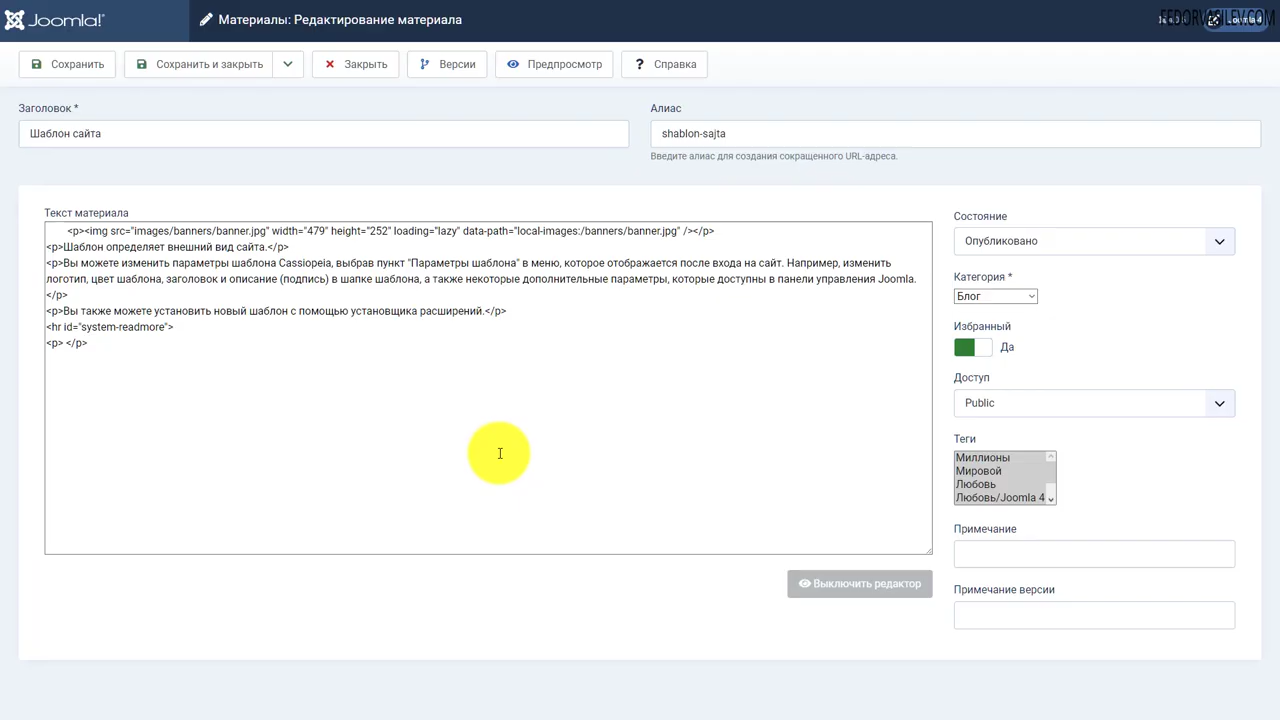 Joomla!®
Материалы: Редактирование материала
FEDORVASILEV.COM
Сохранить
Сохранить и закрыть
Закрыть
Версии
Предпросмотр
? Справка
Заголовок *
Алиас
Шаблон сайта
shablon-sajta
Введите алиас для создания сокращенного URL-адреса.
Текст материала
<p><img src="images/banners/banner.jpg" width="479" height="252" loading="lazy" data-path="local-images:/banners/banner.jpg" /></p>
<p>Шаблон определяет внешний вид сайта.</p>
<p>Вы можете изменить параметры шаблона Cassiopeia, выбрав пункт "Параметры шаблона" в меню, которое отображается после входа на сайт. Например, изменить
логотип, цвет шаблона, заголовок и описание (подпись) в шапке шаблона, а также некоторые дополнительные параметры, которые доступны в панели управления Joomla.
</p>
<p>Вы также можете установить новый шаблон с помощью установщика расширений.</p>
<hr id="system-readmore">
<p> </p>
Выключить редактор
Состояние
Опубликовано
Категория *
Блог
Избранный
Да
Доступ
Public
Теги
Миллионы
Мировой
Любовь
Любовь/Joomla 4
Примечание
Примечание версии